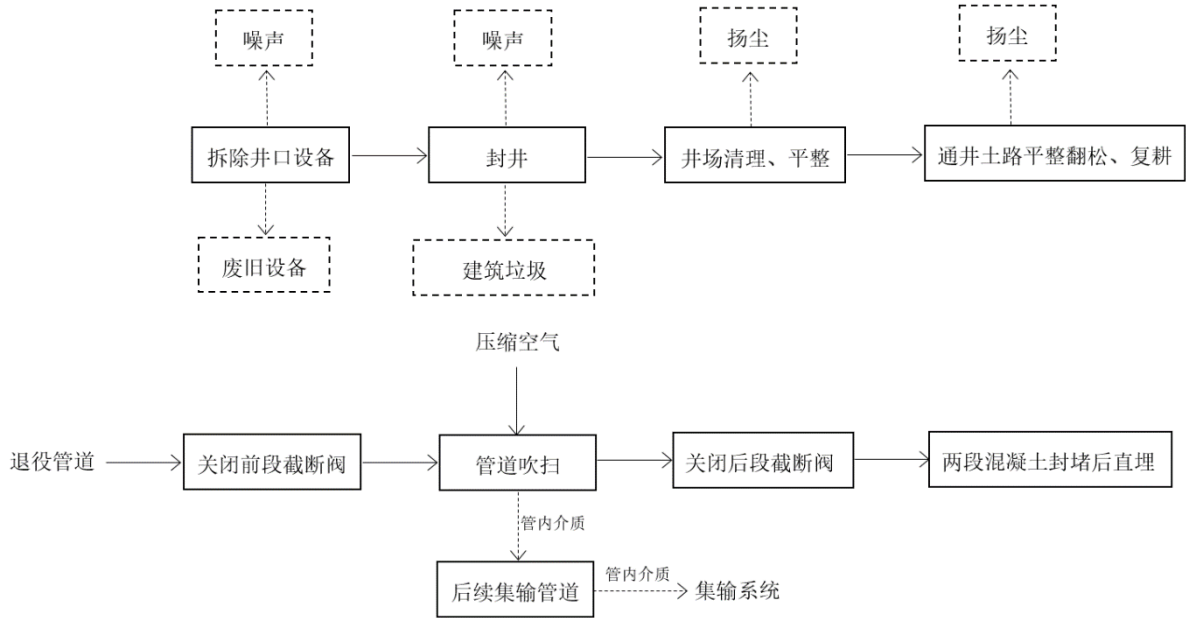 噪声
噪声
扬尘
扬尘
拆除井口设备
封井
井场清理、平整
通井土路平整翻松、复耕
废旧设备
建筑垃圾
压缩空气
退役管道
关闭前段截断阀
管道吹扫
关闭后段截断阀
两段混凝土封堵后直埋
管内介质
后续集输管道
管内介质
集输系统